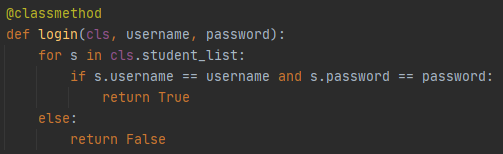 @classmethod
def login(cls, username, password):
    for s in cls.student_list:
        if s.username == username and s.password == password:
            return True
    else:
        return False